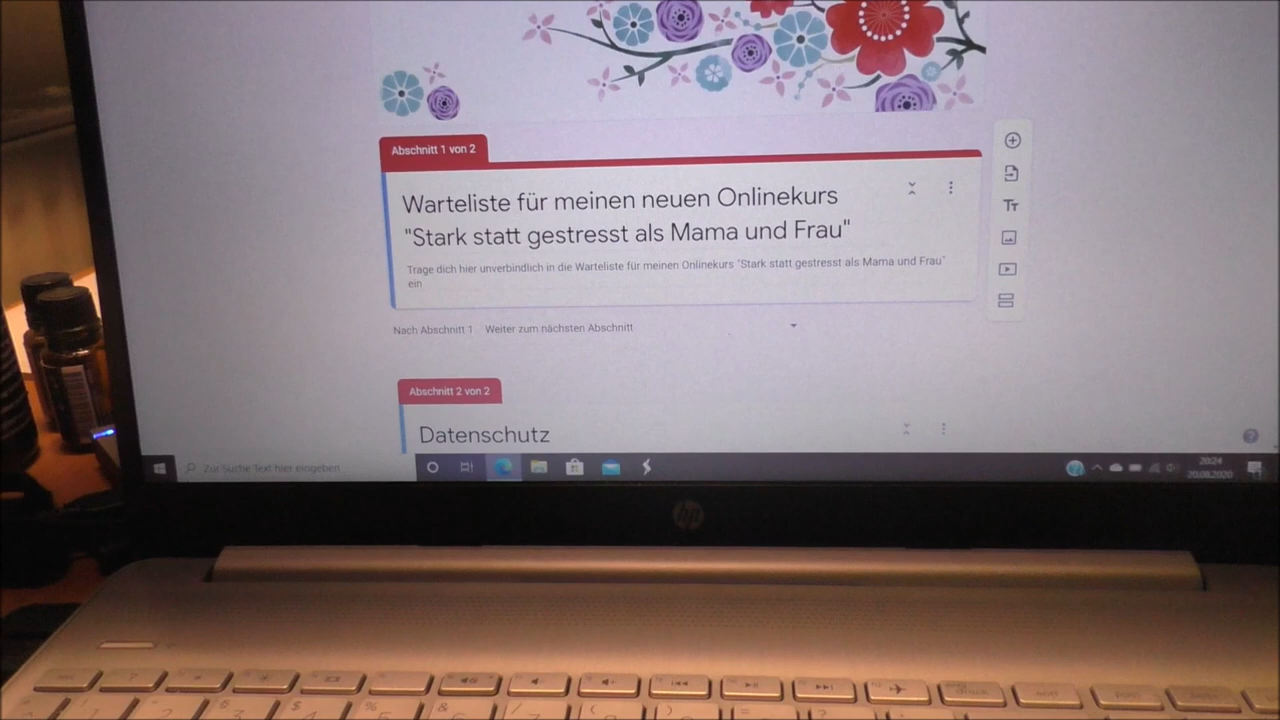 Abschnitt 1 von 2
Warteliste für meinen neuen Onlinekurs
"Stark statt gestresst als Mama und Frau"
Trage dich hier unverbindlich in die Warteliste für meinen Onlinekurs "Stark statt gestresst als Mama und Frau"
ein
Nach Abschnitt 1 Weiter zum nächsten Abschnitt
Abschnitt 2 von 2
Datenschutz
Zur Suche Text hier eingeben
20:24
20.08.2020
hp